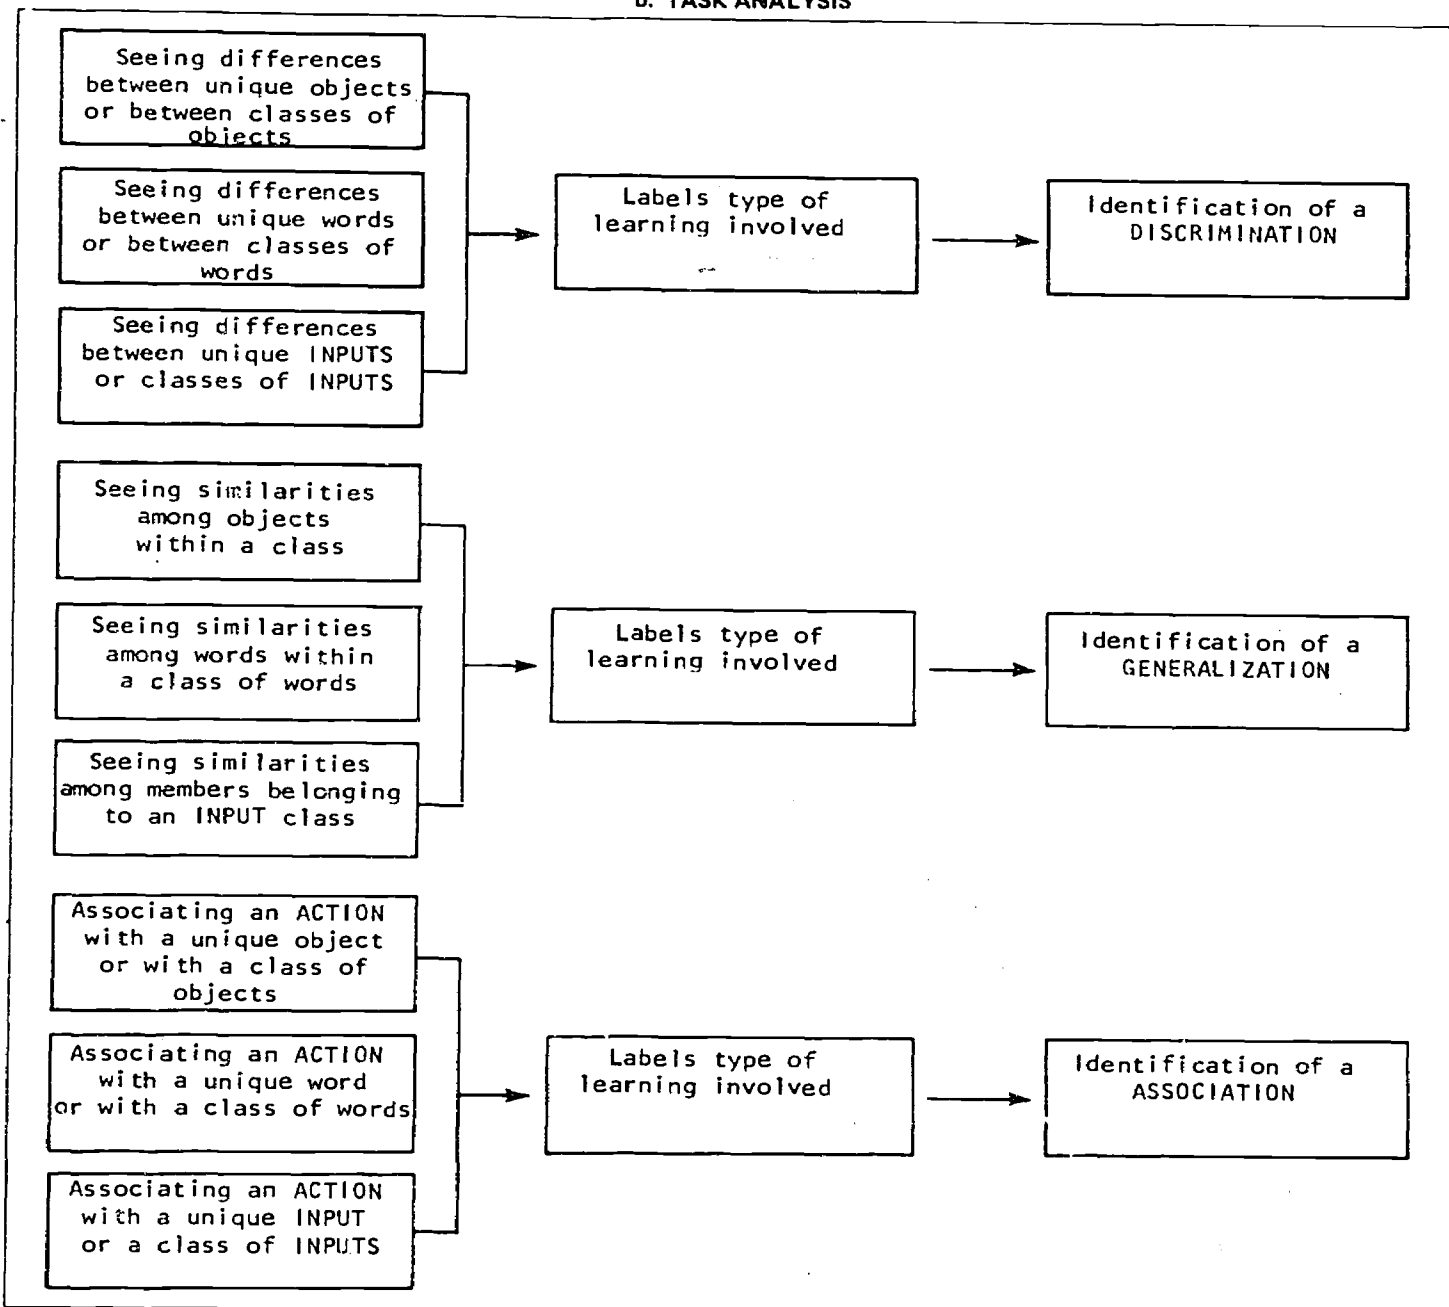 TASK ANALYSIS
Seeing differences
between unique objects
or between classes of
objects
Seeing differences
between unique words
or between classes of
words
Seeing differences
between unique INPUTS
or classes of INPUTS
Labels type of
learning involved
Identification of a
DISCRIMINATION
Seeing similarities
among objects
within a class
Seeing similarities
among words within
a class of words
Seeing similarities
among members belonging
to an INPUT class
Labels type of
learning involved
Identification of a
GENERALIZATION
Associating an ACTION
with a unique object
or with a class of
objects
Associating an ACTION
with a unique word
or with a class of words
Associating an ACTION
with a unique INPUT
or a class of INPUTS
Labels type of
learning involved
Identification of a
ASSOCIATION